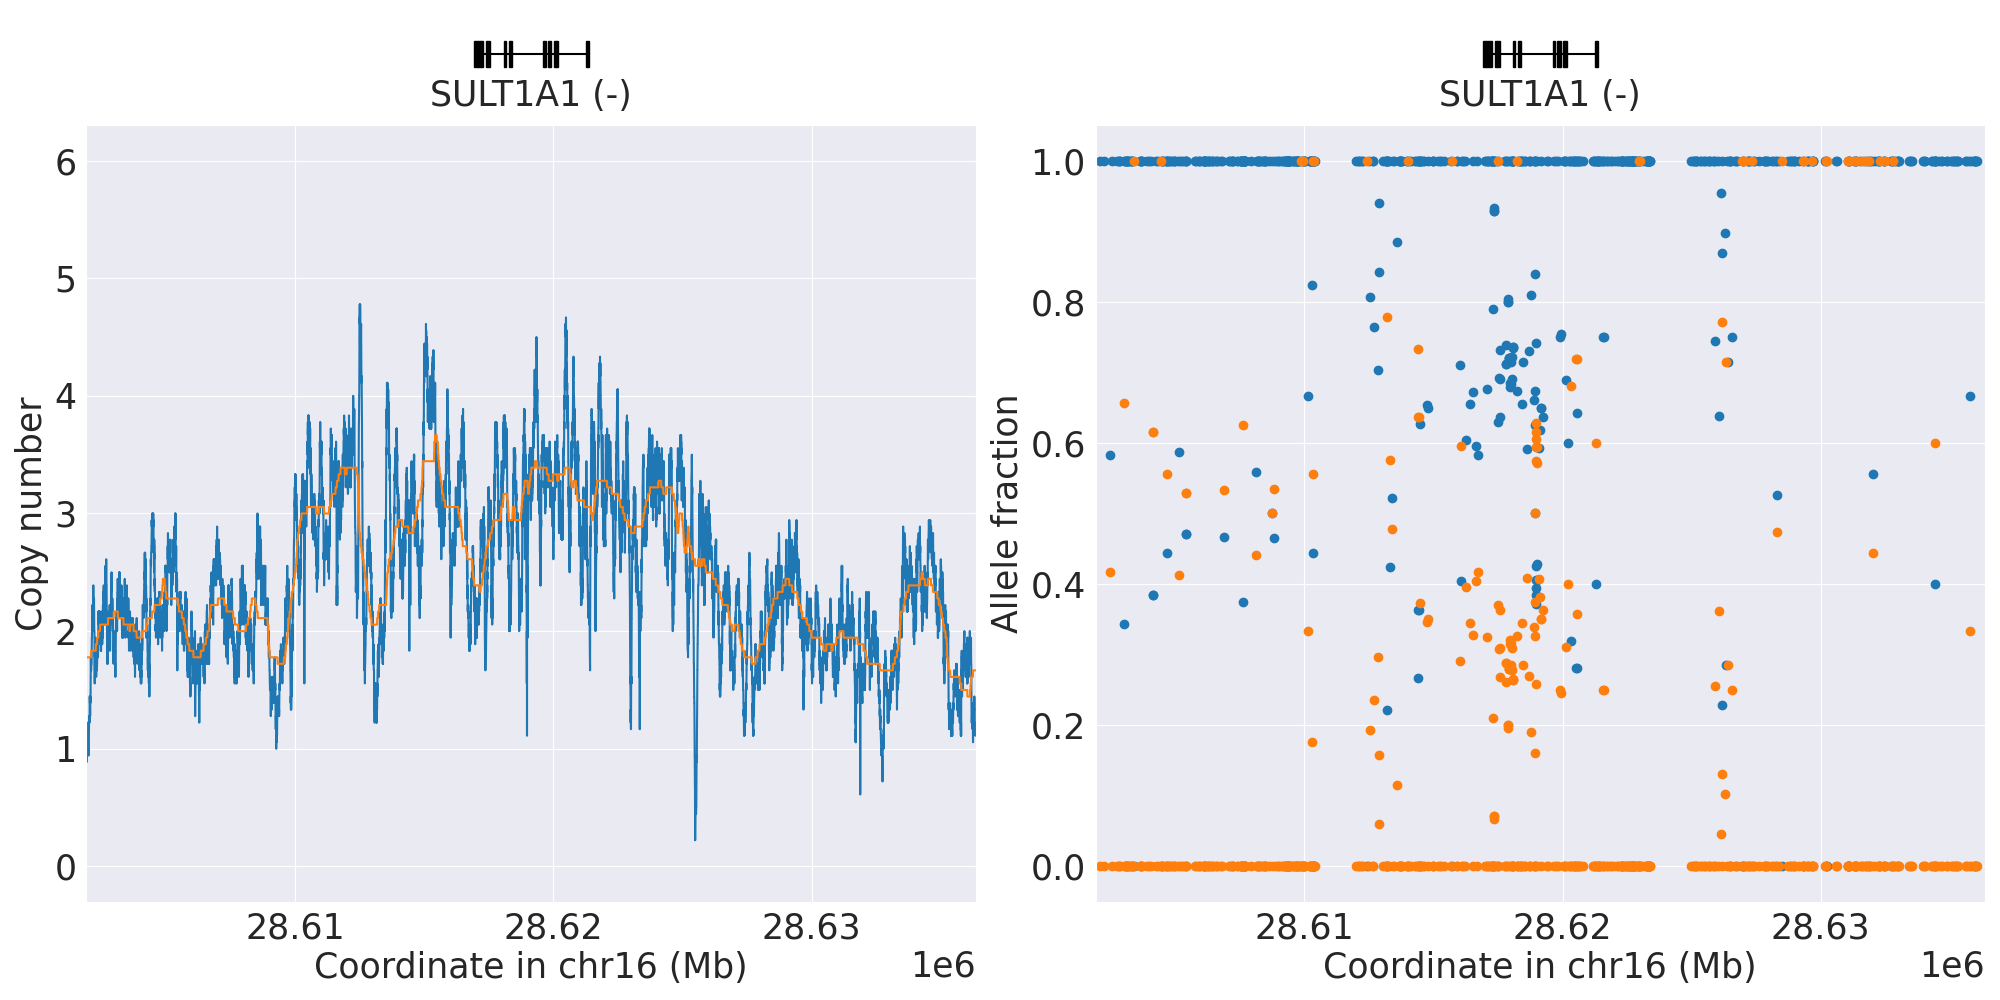 SULT1A1 (-)
6
5
4
3
2
1
0
Copy number
28.61
28.62
28.63
Coordinate in chr16 (Mb)
1e6
SULT1A1 (-)
1.0
0.8
0.6
0.4
0.2
0.0
Allele fraction
28.61
28.62
28.63
Coordinate in chr16 (Mb)
1e6